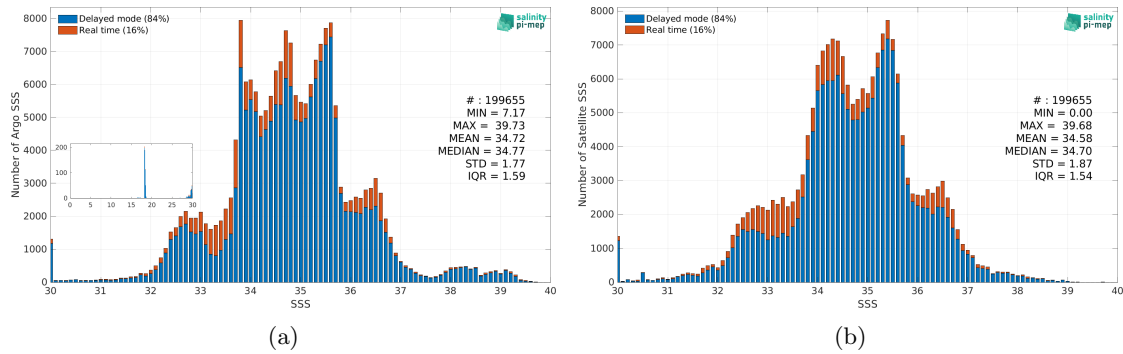 Delayed mode (84%)
Real time (16%)
salinity
pi-mep
Number of Argo SSS
8000
7000
6000
5000
4000
3000
2000
1000
0
# : 199655
MIN = 7.17
MAX = 39.73
MEAN = 34.72
MEDIAN = 34.77
STD = 1.77
IQR = 1.59
200
100
0
0 5 10 15 20 25 30
30 31 32 33 34 35 36 37 38 39 40
SSS
(a)
Delayed mode (84%)
Real time (16%)
salinity
pi-mep
Number of Satellite SSS
8000
7000
6000
5000
4000
3000
2000
1000
0
# : 199655
MIN = 0.00
MAX = 39.68
MEAN = 34.58
MEDIAN = 34.70
STD = 1.87
IQR = 1.54
30 31 32 33 34 35 36 37 38 39 40
SSS
(b)